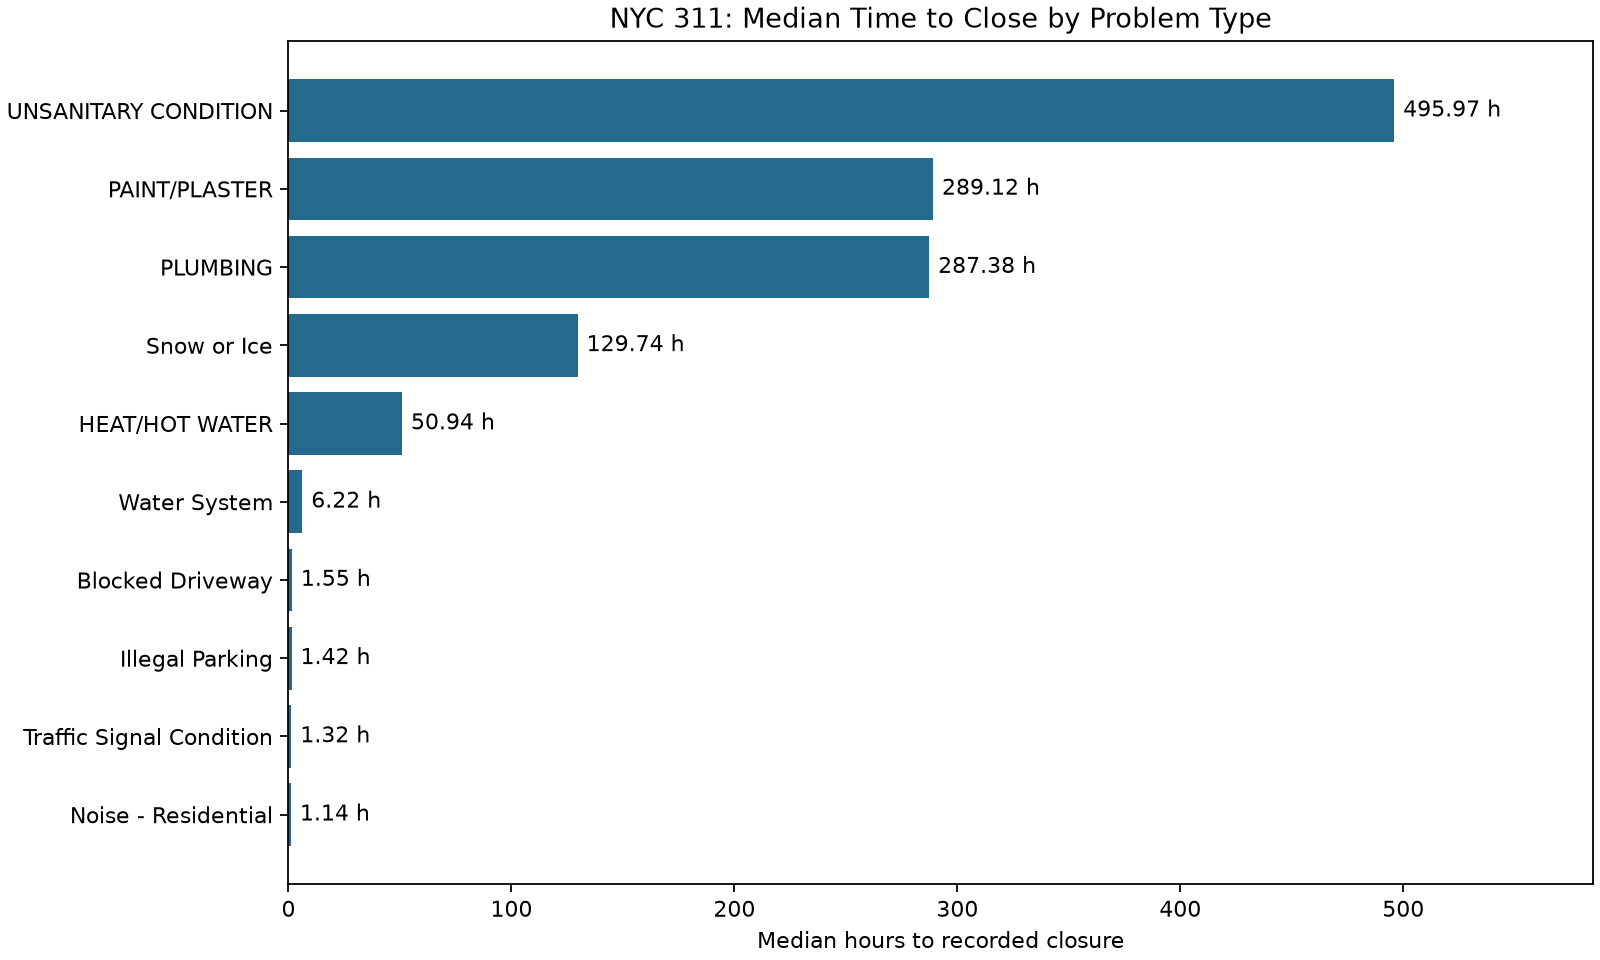 NYC 311: Median Time to Close by Problem Type
UNSANITARY CONDITION 495.97 h
PAINT/PLASTER 289.12 h
PLUMBING 287.38 h
Snow or Ice 129.74 h
HEAT/HOT WATER 50.94 h
Water System 6.22 h
Blocked Driveway 1.55 h
Illegal Parking 1.42 h
Traffic Signal Condition 1.32 h
Noise - Residential 1.14 h
0 100 200 300 400 500
Median hours to recorded closure